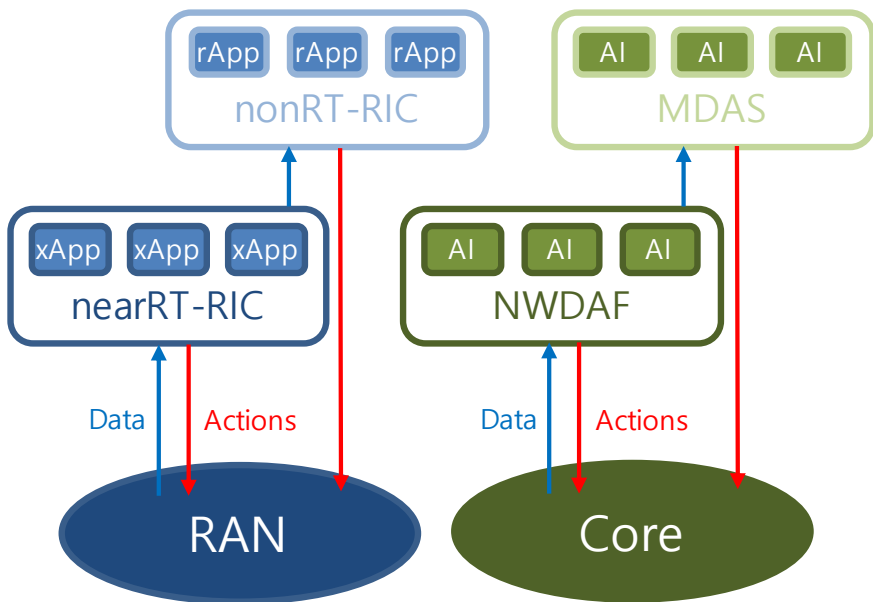 rApp rApp rApp
nonRT-RIC
AI AI AI
MDAS
xApp xApp xApp
nearRT-RIC
AI AI AI
NWDAF
Data Actions
Data Actions
RAN
Core